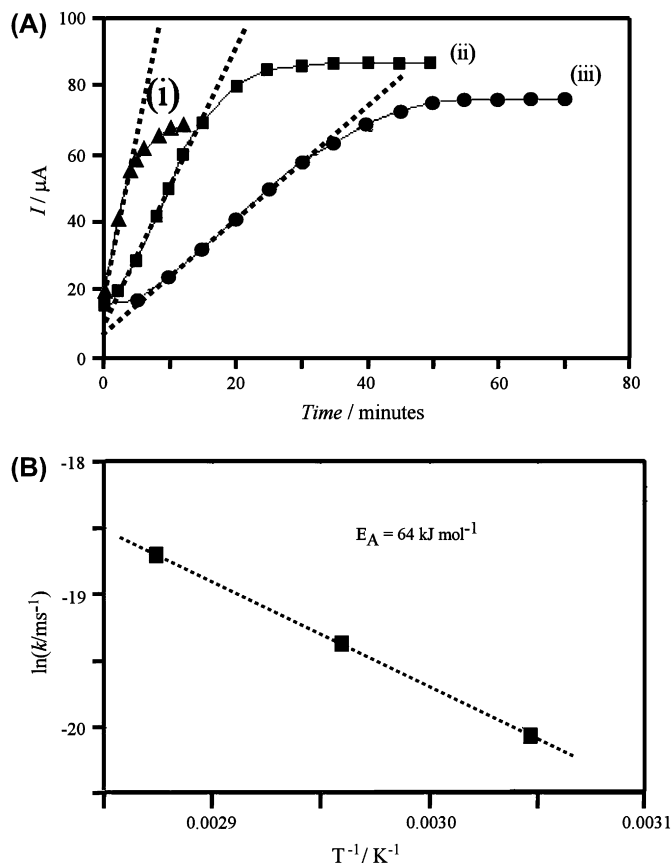 (A)
100
80
60
40
20
0
I / μA
(i)
(ii)
(iii)
0
20
40
60
80
Time / minutes
(B)
-18
-19
-20
ln(k/ms-1)
EA = 64 kJ mol-1
0.0029
0.0030
0.0031
T-1/ K-1